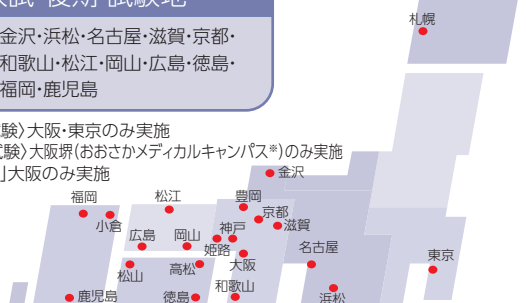 試・後期 試験地
金沢・浜松・名古屋・滋賀・京都・
和歌山・松江・岡山・広島・徳島・
福岡・鹿児島
験〉大阪・東京のみ実施
試験〉大阪堺(おおさかメディカルキャンパス※)のみ実施
大阪のみ実施
札幌
金沢
福岡
松江
豊岡
小倉
京都
滋賀
広島
岡山
神戸
姫路
名古屋
大阪
東京
松山
高松
和歌山
鹿児島
徳島
浜松